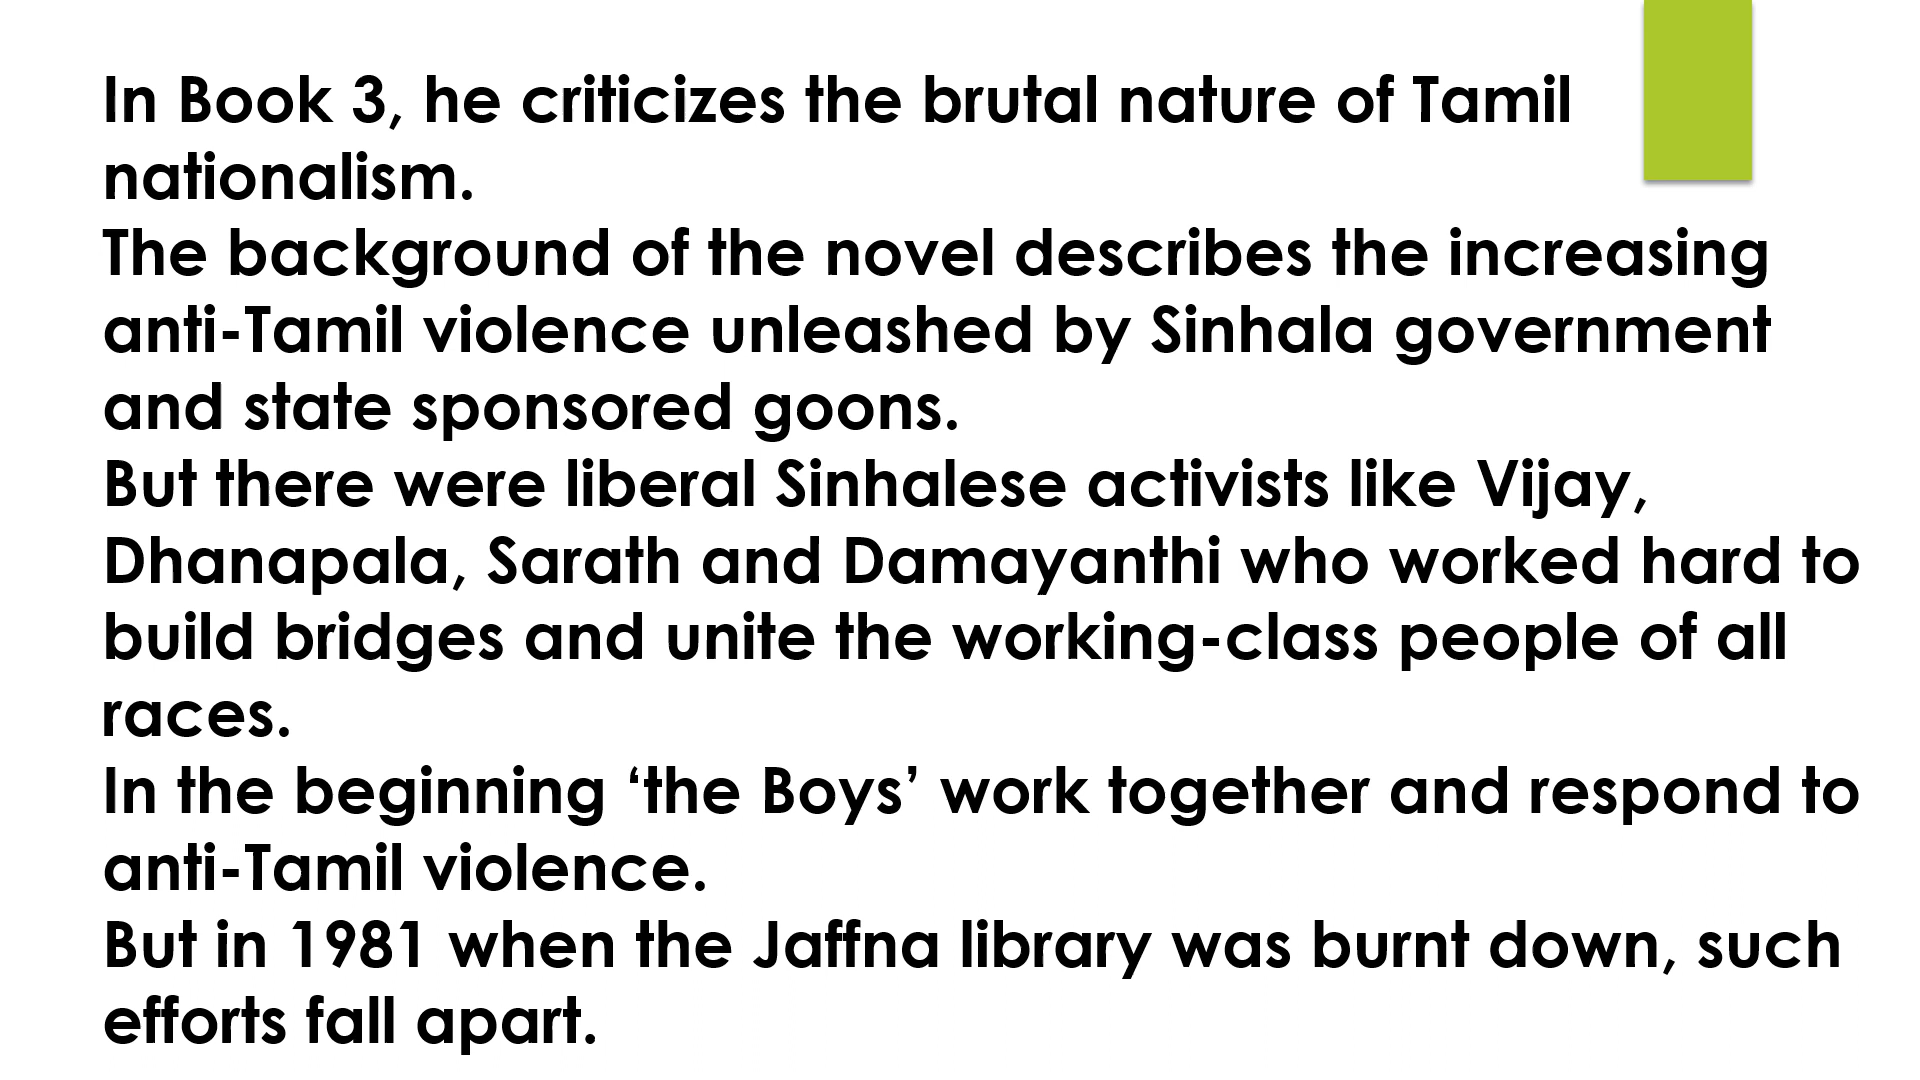 In Book 3, he criticizes the brutal nature of Tamil
nationalism.
The background of the novel describes the increasing
anti-Tamil violence unleashed by Sinhala government
and state sponsored goons.
But there were liberal Sinhalese activists like Vijay,
Dhanapala, Sarath and Damayanthi who worked hard to
build bridges and unite the working-class people of all
races.
In the beginning ‘the Boys’ work together and respond to
anti-Tamil violence.
But in 1981 when the Jaffna library was burnt down, such
efforts fall apart.